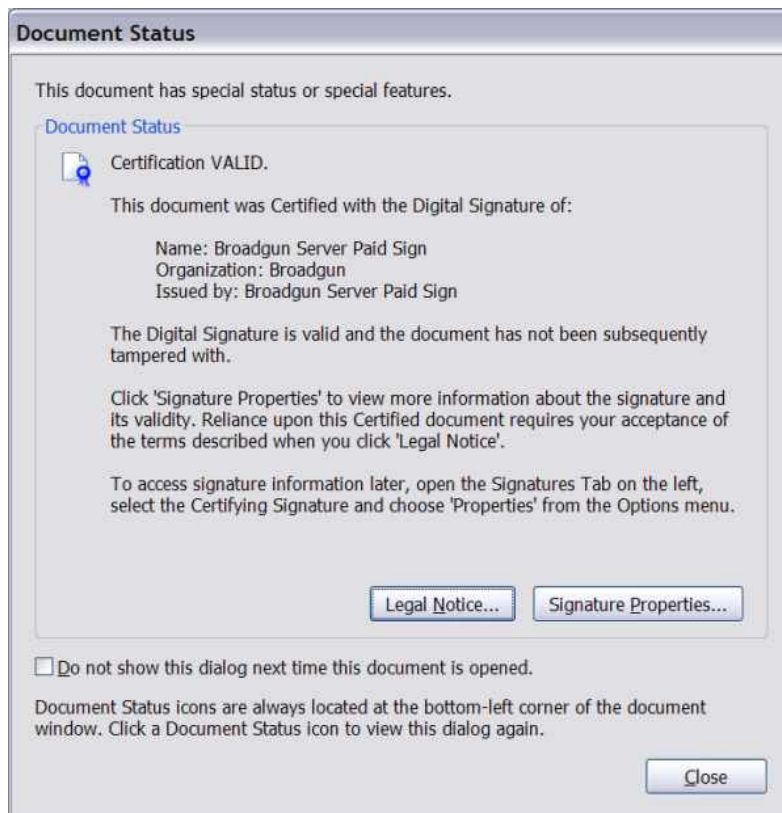 Document Status
This document has special status or special features.
Document Status
Certification VALID.
This document was Certified with the Digital Signature of:
Name: Broadgun Server Paid Sign
Organization: Broadgun
Issued by: Broadgun Server Paid Sign
The Digital Signature is valid and the document has not been subsequently
tampered with.
Click 'Signature Properties' to view more information about the signature and
its validity. Reliance upon this Certified document requires your acceptance of
the terms described when you click 'Legal Notice'.
To access signature information later, open the Signatures Tab on the left,
select the Certifying Signature and choose 'Properties' from the Options menu.
Legal Notice... Signature Properties...
Do not show this dialog next time this document is opened.
Document Status icons are always located at the bottom-left corner of the document
window. Click a Document Status icon to view this dialog again.
Close